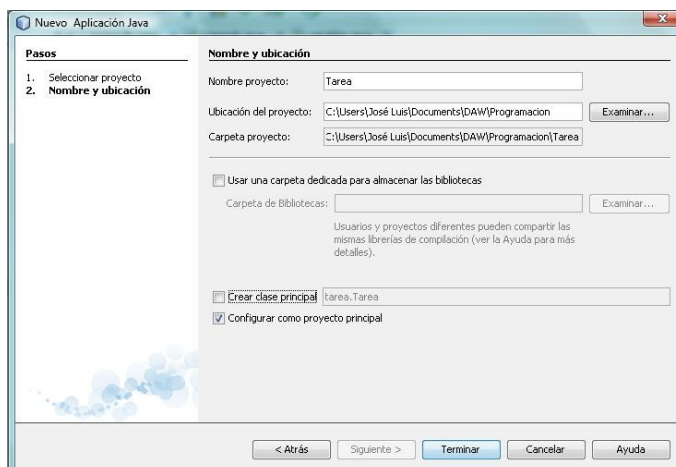 Nuevo Aplicación Java
Pasos
1. Seleccionar proyecto
2. Nombre y ubicación
Nombre y ubicación
Nombre proyecto: Tarea
Ubicación del proyecto: C:\Users\José Luis\Documents\DAW\Programacion Examinar...
Carpeta proyecto: C:\Users\José Luis\Documents\DAW\Programacion\Tarea
Usar una carpeta dedicada para almacenar las bibliotecas
Carpeta de Bibliotecas: Examinar...
Usuarios y proyectos diferentes pueden compartir las
mismas librerías de compilación (ver la Ayuda para más
detalles).
Crear clase principal tarea.Tarea
Configurar como proyecto principal
< Atrás Siguiente > Terminar Cancelar Ayuda